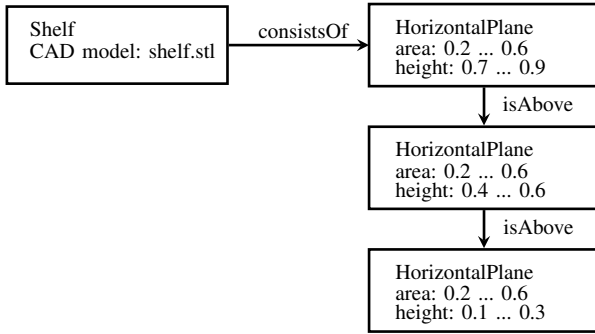 Shelf
CAD model: shelf.stl
consistsOf
HorizontalPlane
area: 0.2 ... 0.6
height: 0.7 ... 0.9
isAbove
HorizontalPlane
area: 0.2 ... 0.6
height: 0.4 ... 0.6
isAbove
HorizontalPlane
area: 0.2 ... 0.6
height: 0.1 ... 0.3